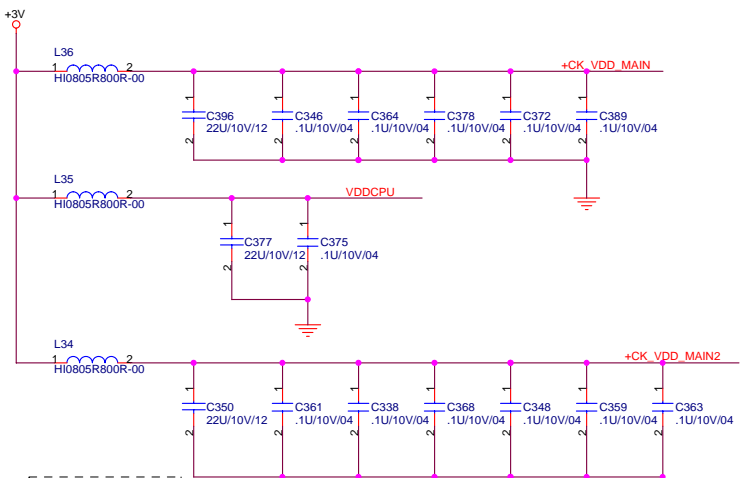 +3V
L36
1 2
HI0805R800R-00
+CK_VDD_MAIN
1 1 1 1 1 1
C396 C346 C364 C378 C372 C389
22U/10V/12 .1U/10V/04 .1U/10V/04 .1U/10V/04 .1U/10V/04 .1U/10V/04
2 2 2 2 2 2
L35
1 2
HI0805R800R-00
VDDCPU
1 1
C377 C375
22U/10V/12 .1U/10V/04
2 2
L34
1 2
HI0805R800R-00
+CK_VDD_MAIN2
1 1 1 1 1 1 1
C350 C361 C338 C368 C348 C359 C363
22U/10V/12 .1U/10V/04 .1U/10V/04 .1U/10V/04 .1U/10V/04 .1U/10V/04 .1U/10V/04
2 2 2 2 2 2 2